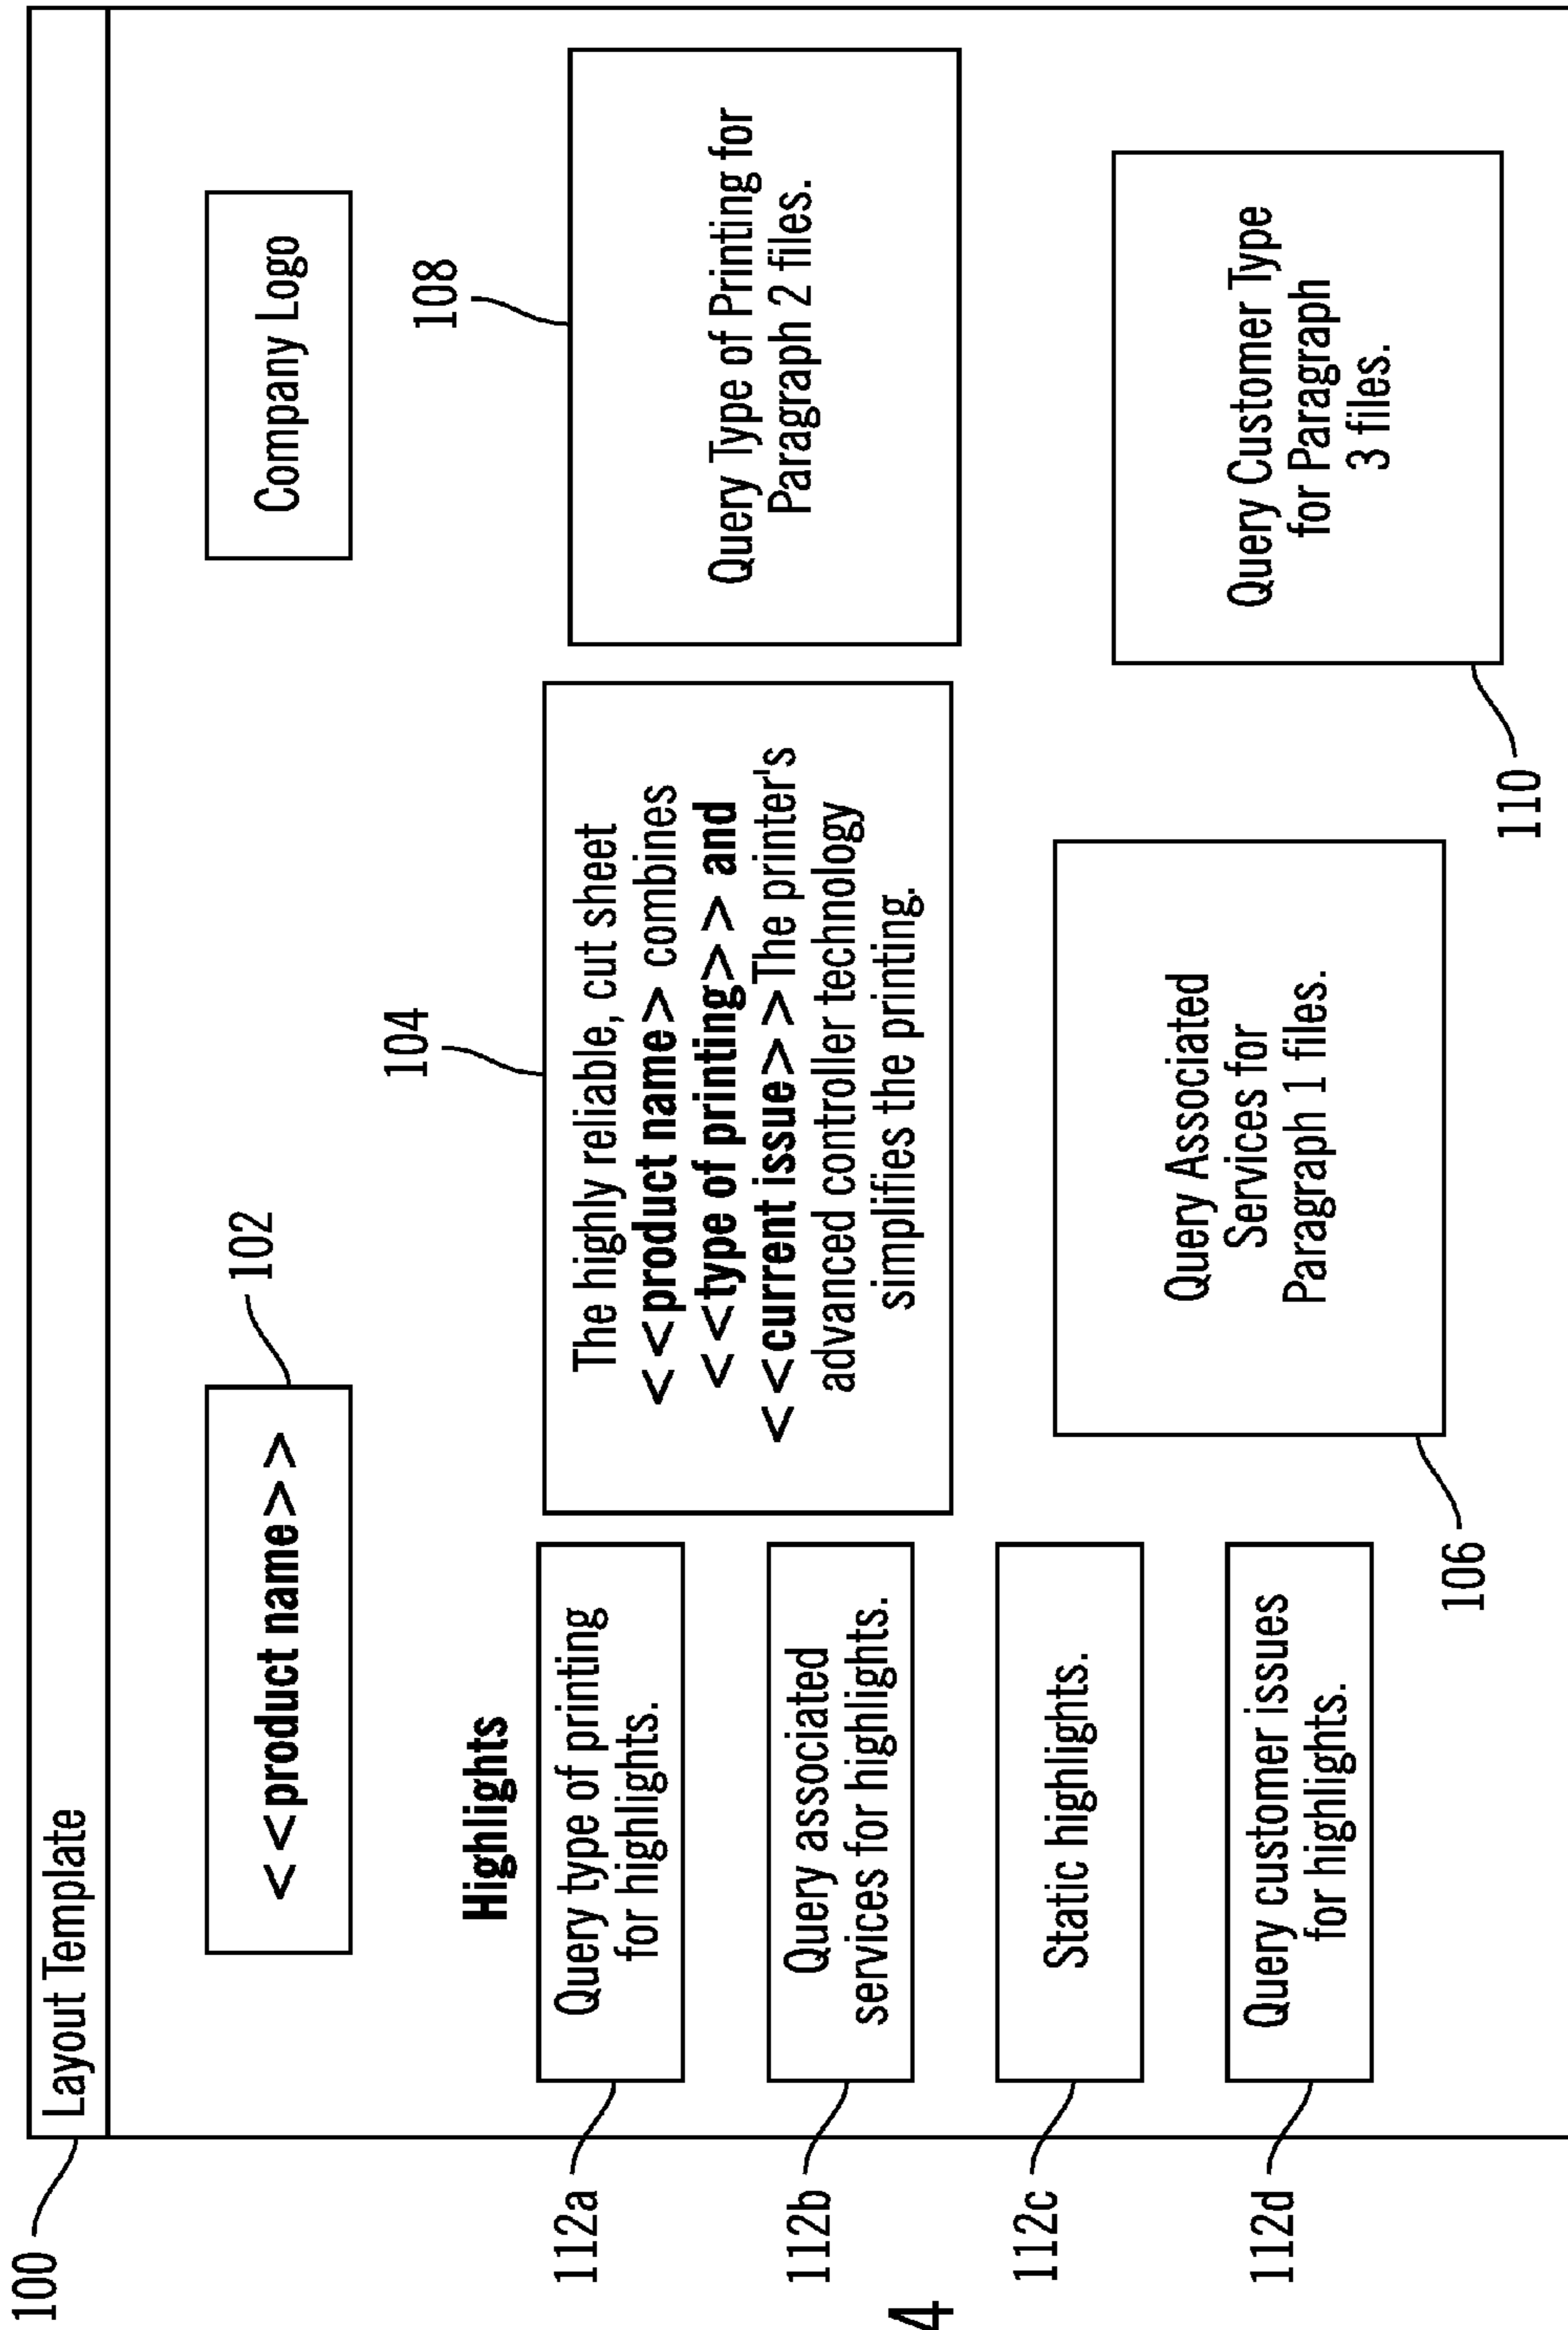 100
Layout Template
<<product name>>
102
Company Logo
Highlights
112a
Query type of printing
for highlights.
112b
Query associated
services for highlights.
112c
Static highlights.
112d
Query customer issues
for highlights.
104
The highly reliable, cut sheet
<<product name> combines
<<type of printing>> and
<<current issue>>The printer's
advanced controller technology
simplifies the printing.
106
Query Associated
Services for
Paragraph 1 files.
108
Query Type of Printing for
Paragraph 2 files.
110
Query Customer Type
for Paragraph
3 files.
4